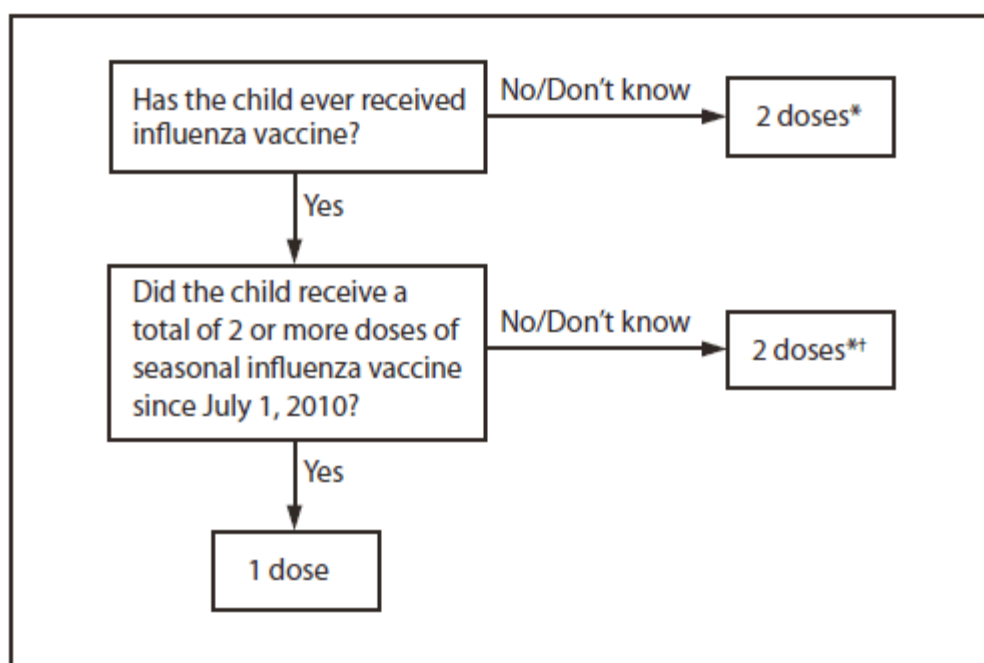 Has the child ever received
influenza vaccine?
No/Don’t know
2 doses*
Yes
Did the child receive a
total of 2 or more doses of
seasonal influenza vaccine
since July 1, 2010?
No/Don’t know
2 doses*†
Yes
1 dose